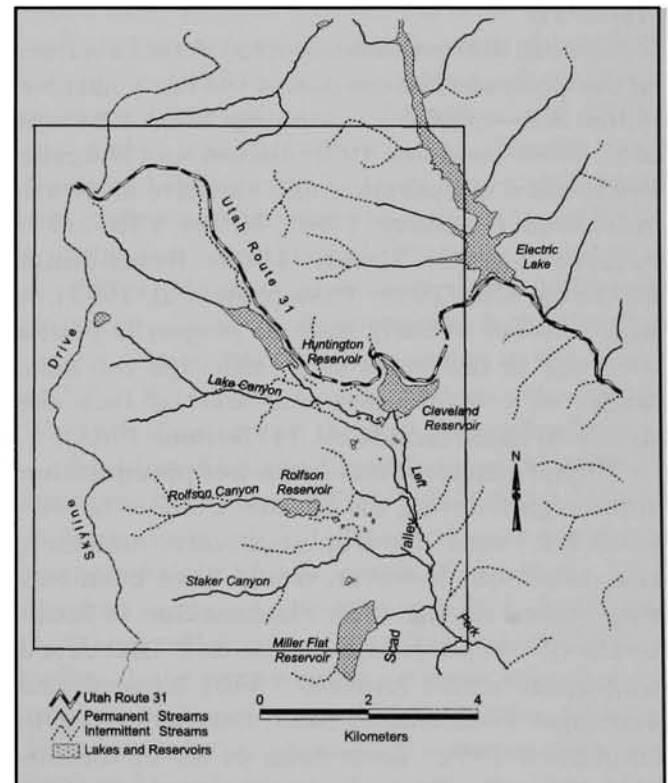 Utah Route 31
Electric
Lake
Huntington
Reservoir
Drive
Lake Canyon
Cleveland
Reservoir
N
Left
Rolfson Canyon
Rolfson
Reservoir
Skyline
Valley
Staker Canyon
Fork
Miller Flat
Reservoir
Scad
Utah Route 31
Permanent Streams
Intermittent Streams
Lakes and Reservoirs
0 2 4
Kilometers